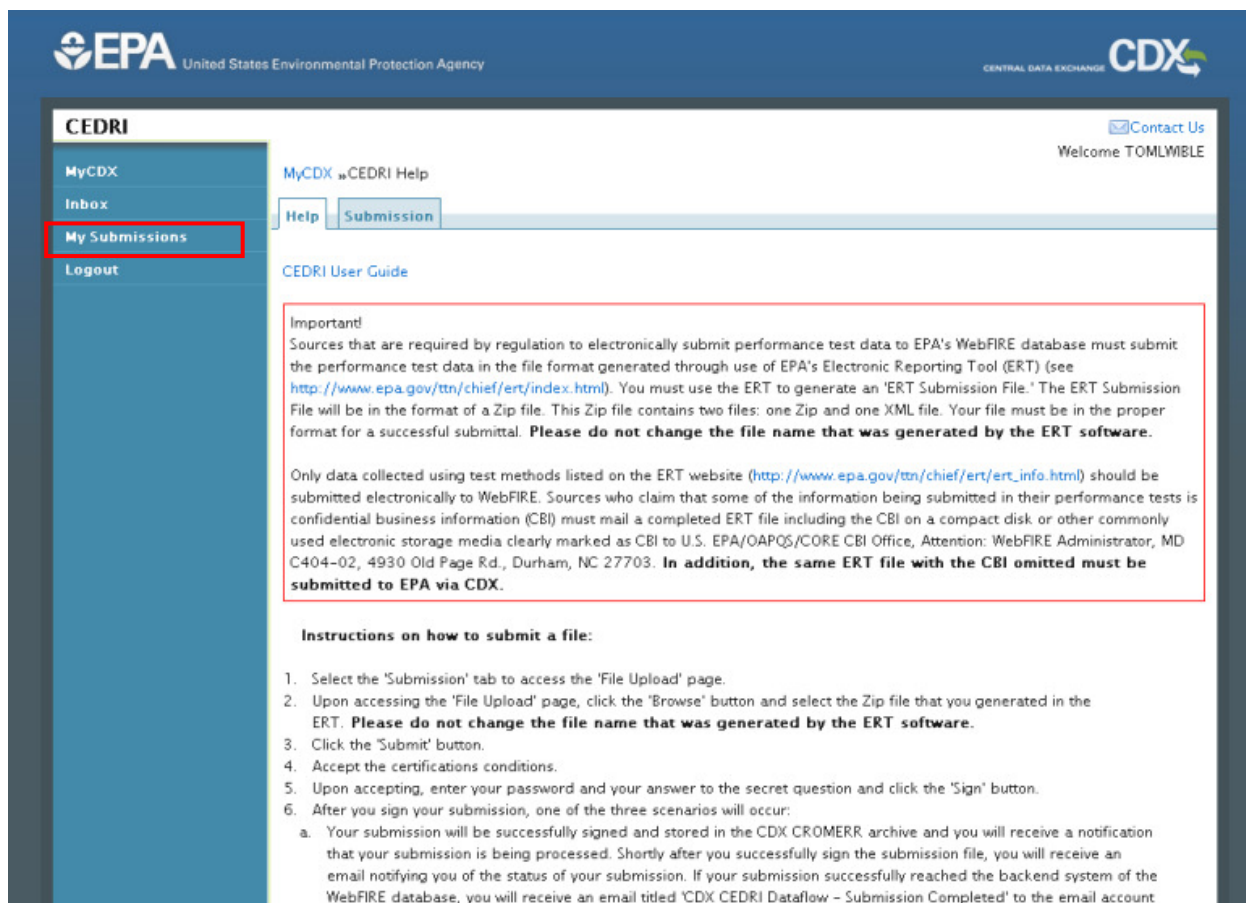 EPA United States Environmental Protection Agency
CENTRAL DATA EXCHANGE CDX
CEDRI
Contact Us
Welcome TOMLWIBLE
MyCDX
Inbox
My Submissions
Logout
MyCDX »CEDRI Help
Help Submission
CEDRI User Guide
Important!
Sources that are required by regulation to electronically submit performance test data to EPA's WebFIRE database must submit
the performance test data in the file format generated through use of EPA's Electronic Reporting Tool (ERT) (see
http://www.epa.gov/ttn/chief/ert/index.html). You must use the ERT to generate an 'ERT Submission File.' The ERT Submission
File will be in the format of a Zip file. This Zip file contains two files: one Zip and one XML file. Your file must be in the proper
format for a successful submittal. Please do not change the file name that was generated by the ERT software.
Only data collected using test methods listed on the ERT website (http://www.epa.gov/ttn/chief/ert/ert_info.html) should be
submitted electronically to WebFIRE. Sources who claim that some of the information being submitted in their performance tests is
confidential business information (CBI) must mail a completed ERT file including the CBI on a compact disk or other commonly
used electronic storage media clearly marked as CBI to U.S. EPA/OAPQS/CORE CBI Office, Attention: WebFIRE Administrator, MD
C404-02, 4930 Old Page Rd., Durham, NC 27703. In addition, the same ERT file with the CBI omitted must be
submitted to EPA via CDX.
Instructions on how to submit a file:
1. Select the 'Submission' tab to access the 'File Upload' page.
2. Upon accessing the 'File Upload' page, click the 'Browse' button and select the Zip file that you generated in the
ERT. Please do not change the file name that was generated by the ERT software.
3. Click the 'Submit' button.
4. Accept the certifications conditions.
5. Upon accepting, enter your password and your answer to the secret question and click the 'Sign' button.
6. After you sign your submission, one of the three scenarios will occur:
a. Your submission will be successfully signed and stored in the CDX CROMERR archive and you will receive a notification
that your submission is being processed. Shortly after you successfully sign the submission file, you will receive an
email notifying you of the status of your submission. If your submission successfully reached the backend system of the
WebFIRE database, you will receive an email titled 'CDX CEDRI Dataflow - Submission Completed' to the email account